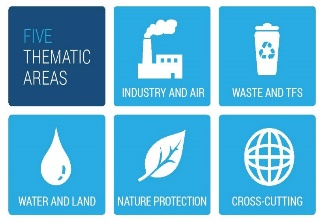 FIVE
THEMATIC
AREAS
INDUSTRY AND AIR
WASTE AND TFS
WATER AND LAND
NATURE PROTECTION
CROSS-CUTTING